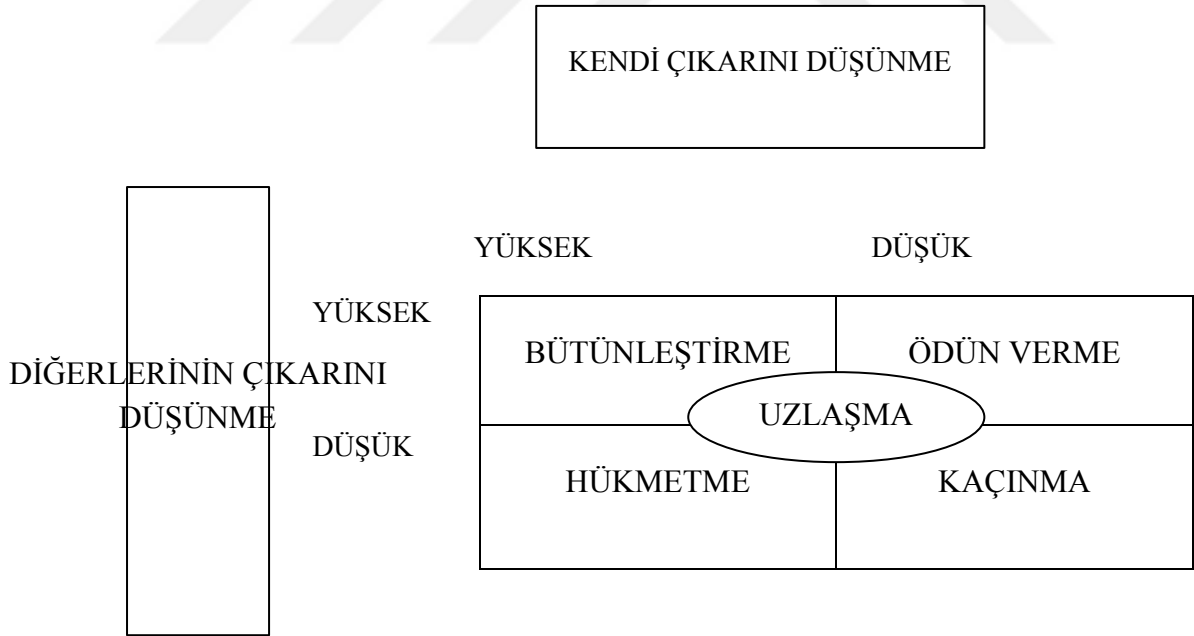 KENDİ ÇIKARINI DÜŞÜNME
YÜKSEK DÜŞÜK
YÜKSEK
BÜTÜNLEŞTİRME ÖDÜN VERME
DİĞERLERİNİN ÇIKARINI
DÜŞÜNME
UZLAŞMA
DÜŞÜK
HÜKMETME KAÇINMA